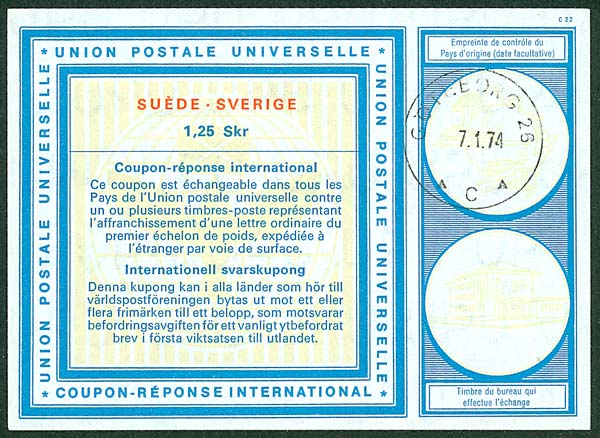 C 22
* UNION POSTALE UNIVERSELLE *
UNION POSTALE UNIVERSELLE
UNION POSTALE UNIVERSELLE
SUÈDE · SVERIGE
1,25 Skr
Coupon-réponse international
Ce coupon est échangeable dans tous les
Pays de l'Union postale universelle contre
un ou plusieurs timbres-poste représentant
l'affranchissement d'une lettre ordinaire du
premier échelon de poids, expédiée à
l'étranger par voie de surface.
Internationell svarskupong
Denna kupong kan i alla länder som hör till
världspostföreningen bytas ut mot ett eller
flera frimärken till ett belopp, som motsvarar
befordringsavgiften för ett vanligt ytbefordrat
brev i första viktsatsen till utlandet.
* COUPON-RÉPONSE INTERNATIONAL *
Empreinte de contrôle du
Pays d'origine (date facultative)
GÖTEBORG 26
7.1.74
C
Timbre du bureau qui
effectue l'échange